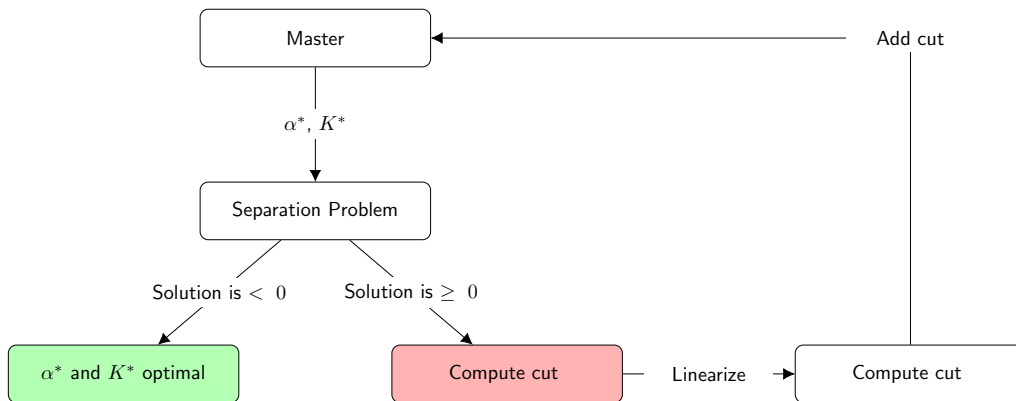 Master
Add cut
α*, K*
Separation Problem
Solution is < 0
Solution is ≥ 0
α* and K* optimal
Compute cut
Linearize
Compute cut